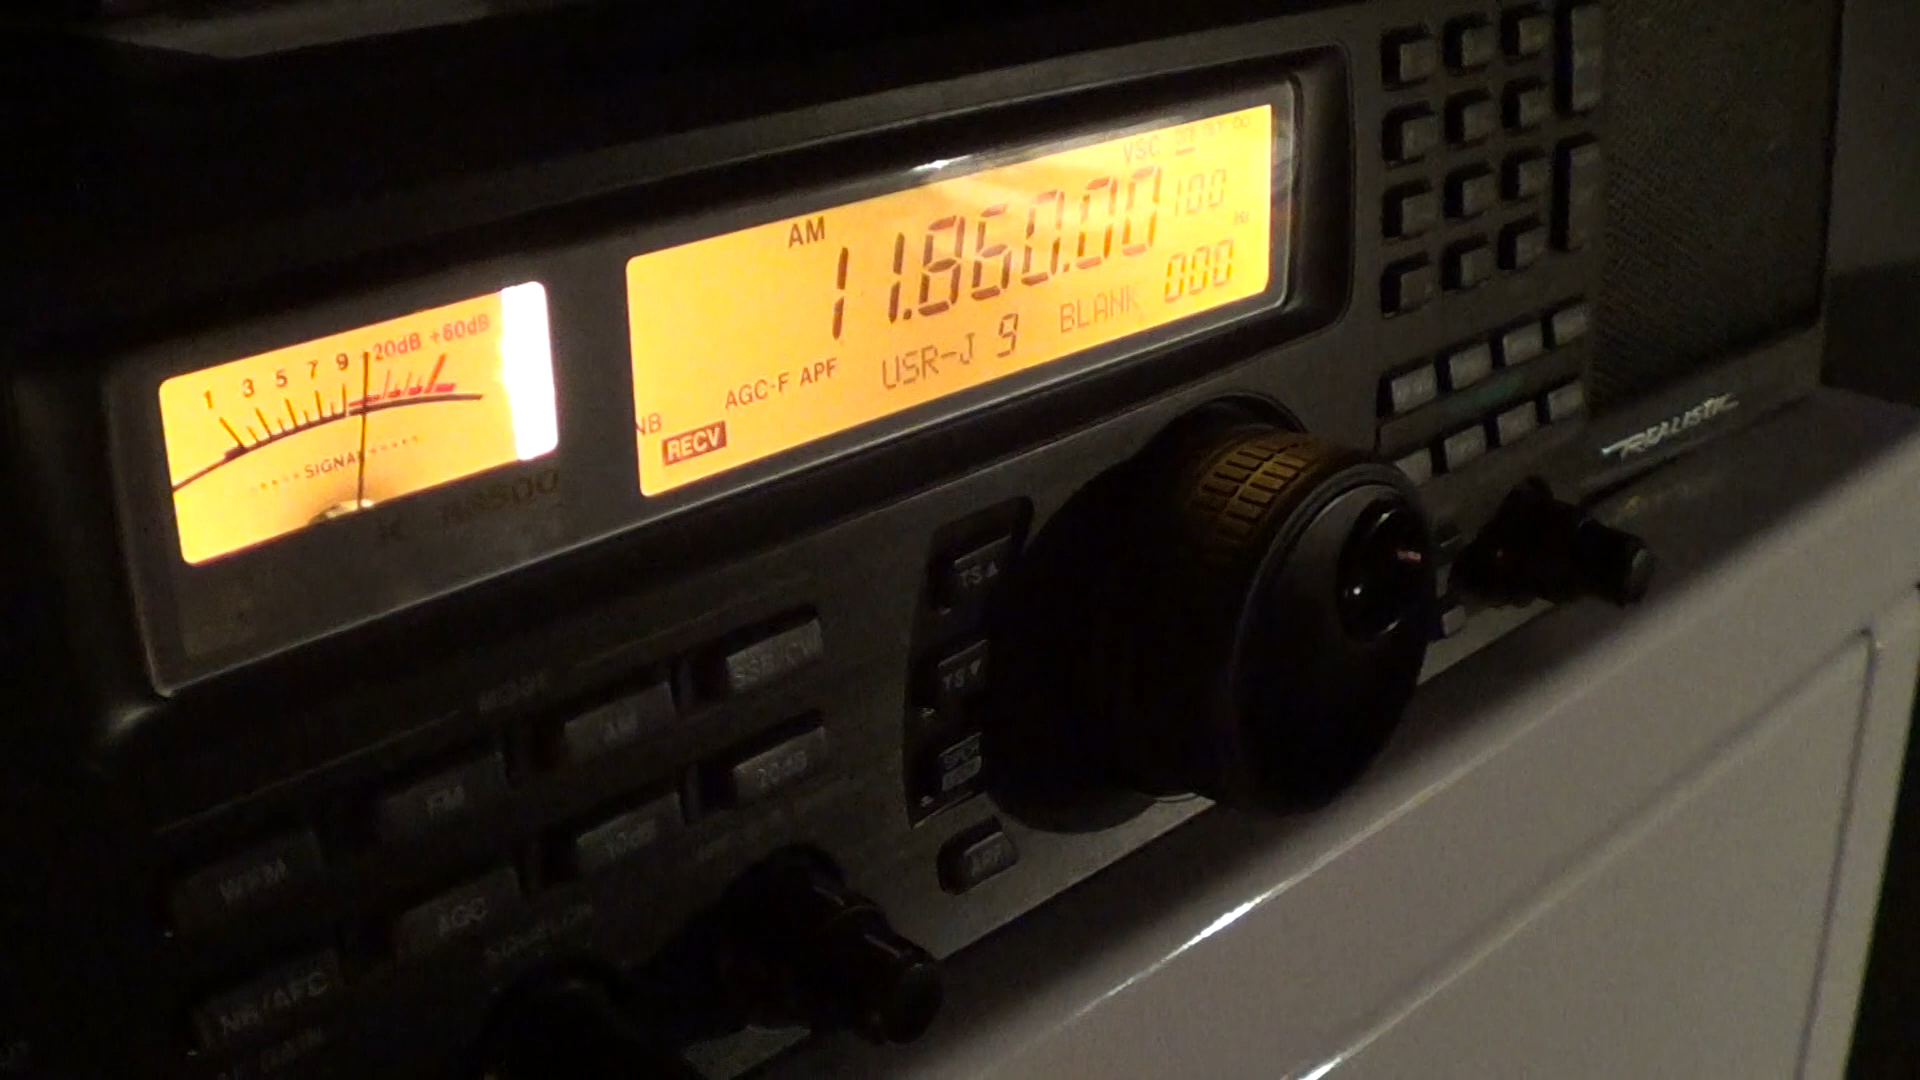 VSC
AM 11.860.00 100
1 3 5 7 9 20dB +60dB
000
USR-J 9 BLANK
AGC-F APF
NB
RECV
SIGNAL
REALISTIC
TS▲
TS▼
SSB/CW
AM
FM
WFM
20dB
10dB
AGC
NB/AFC
APF